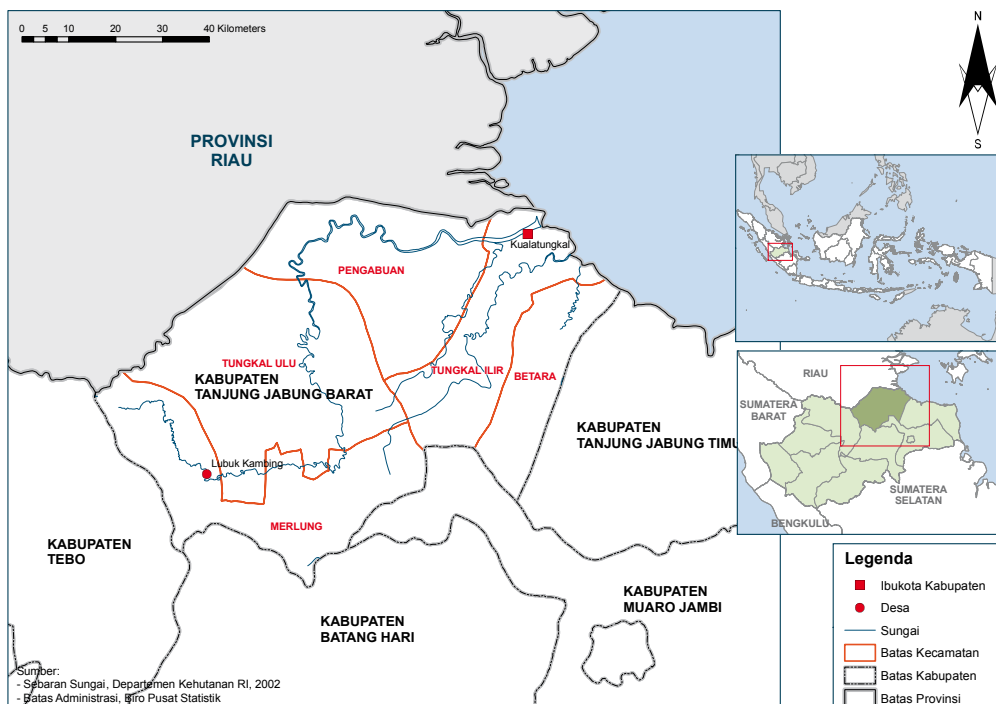 0 5 10 20 30 40 Kilometers
N
S
PROVINSI
RIAU
Kualatungkal
PENGABUAN
TUNGKAL ULU
KABUPATEN
TANJUNG JABUNG BARAT
TUNGKAL ILIR
BETARA
KABUPATEN
TANJUNG JABUNG TIMU
Lubuk Kambing
MERLUNG
KABUPATEN
TEBO
KABUPATEN
BATANG HARI
KABUPATEN
MUARO JAMBI
RIAU
SUMATERA
BARAT
SUMATERA
SELATAN
BENGKULU
Legenda
Ibukota Kabupaten
Desa
Sungai
Batas Kecamatan
Batas Kabupaten
Batas Provinsi
Sumber:
- Sebaran Sungai, Departemen Kehutanan RI, 2002
- Batas Administrasi, Biro Pusat Statistik